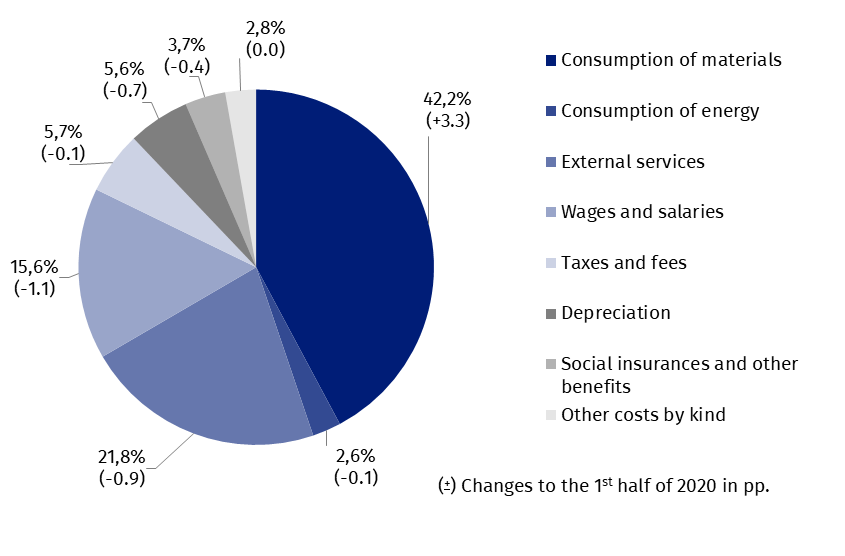 2,8%
(0.0)
3,7%
(-0.4)
5,6%
(-0.7)
5,7%
(-0.1)
42,2%
(+3.3)
15,6%
(-1.1)
21,8%
(-0.9)
2,6%
(-0.1)
Consumption of materials
Consumption of energy
External services
Wages and salaries
Taxes and fees
Depreciation
Social insurances and other
benefits
Other costs by kind
(±) Changes to the 1st half of 2020 in pp.